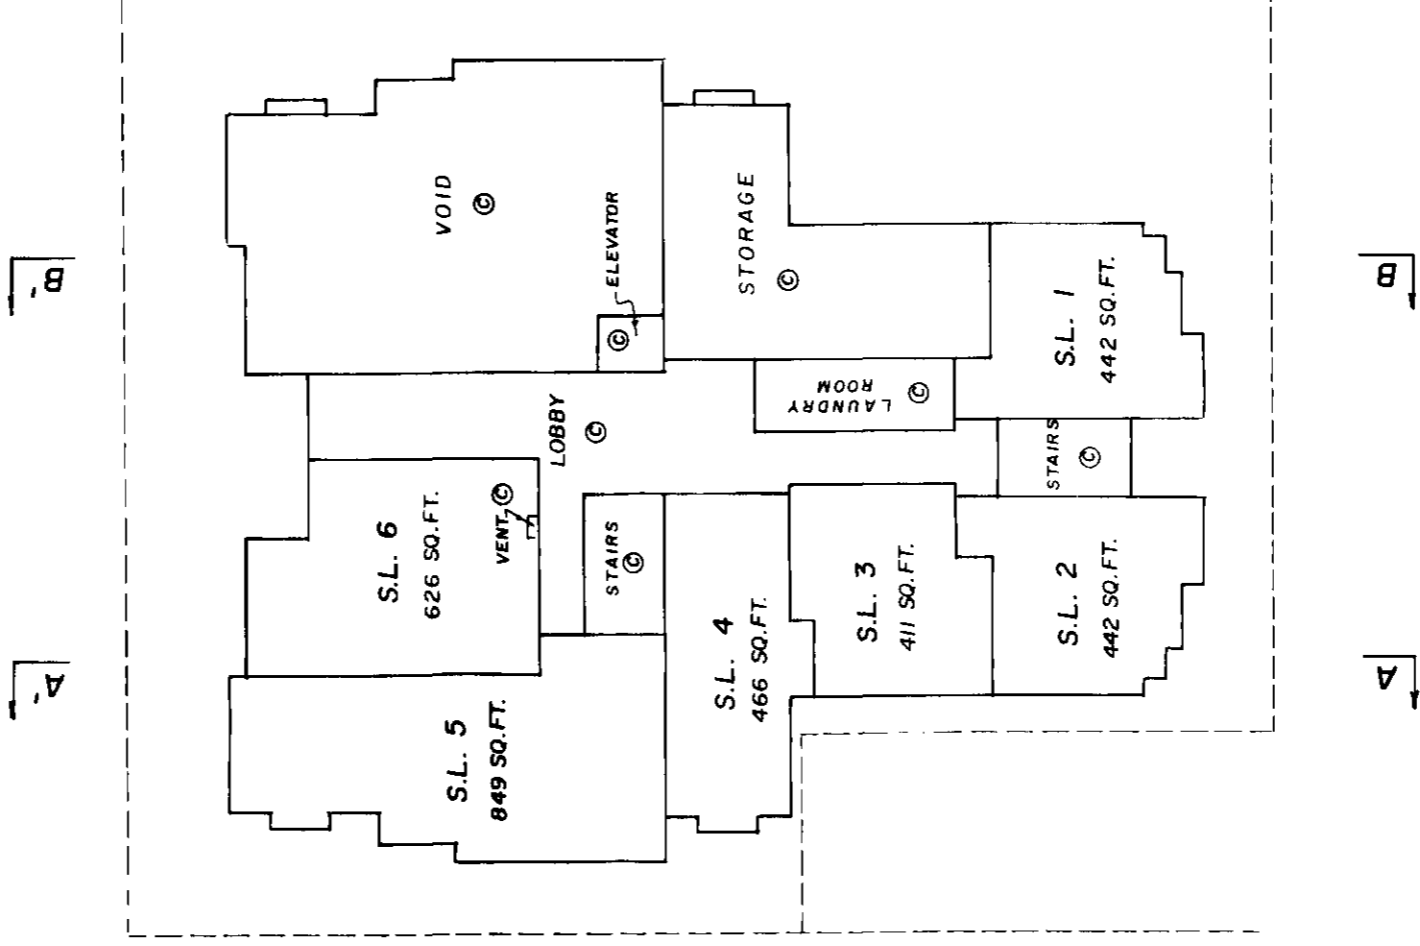 B'
B
A'
A
VOID
©
ELEVATOR
©
STORAGE
©
S.L. 1
442 SQ.FT.
LAUNDRY
ROOM
©
LOBBY
©
STAIRS
©
S.L. 6
626 SQ.FT.
VENT.
©
STAIRS
©
S.L. 4
466 SQ.FT.
S.L. 3
411 SQ.FT.
S.L. 2
442 SQ.FT.
S.L. 5
849 SQ.FT.